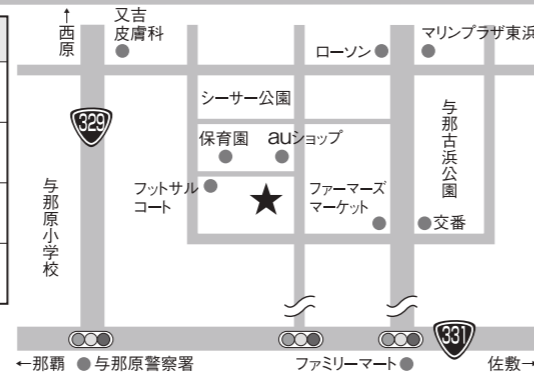 ↑西原
又吉
皮膚科
ローソン
マリンプラザ東浜
シーサー公園
329
保育園
auショップ
与那古浜公園
与那原小学校
フットサル
コート
ファーマーズ
マーケット
交番
331
←那覇
与那原警察署
ファミリーマート
佐敷→